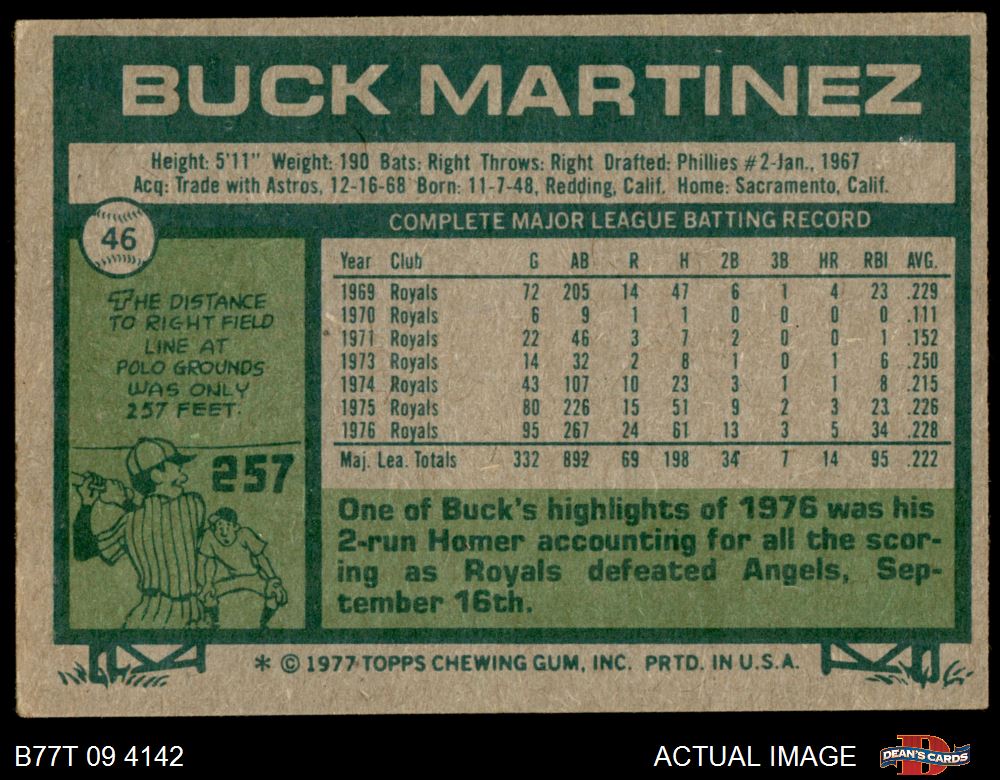 BUCK MARTINEZ
Height: 5'11" Weight: 190 Bats: Right Throws: Right Drafted: Phillies #2-Jan., 1967
Acq: Trade with Astros, 12-16-68 Born: 11-7-48, Redding, Calif. Home: Sacramento, Calif.
46
THE DISTANCE
TO RIGHT FIELD
LINE AT
POLO GROUNDS
WAS ONLY
257 FEET.
257
COMPLETE MAJOR LEAGUE BATTING RECORD
Year Club G AB R H 2B 3B HR RBI AVG.
1969 Royals 72 205 14 47 6 1 4 23 .229
1970 Royals 6 9 1 1 0 0 0 0 .111
1971 Royals 22 46 3 7 2 0 0 1 .152
1973 Royals 14 32 2 8 1 0 1 6 .250
1974 Royals 43 107 10 23 3 1 1 8 .215
1975 Royals 80 226 15 51 9 2 3 23 .226
1976 Royals 95 267 24 61 13 3 5 34 .228
Maj. Lea. Totals 332 892 69 198 34 7 14 95 .222
One of Buck's highlights of 1976 was his
2-run Homer accounting for all the scor-
ing as Royals defeated Angels, Sep-
tember 16th.
* © 1977 TOPPS CHEWING GUM, INC. PRTD. IN U.S.A.
B77T 09 4142
ACTUAL IMAGE
D
DEAN'S CARDS